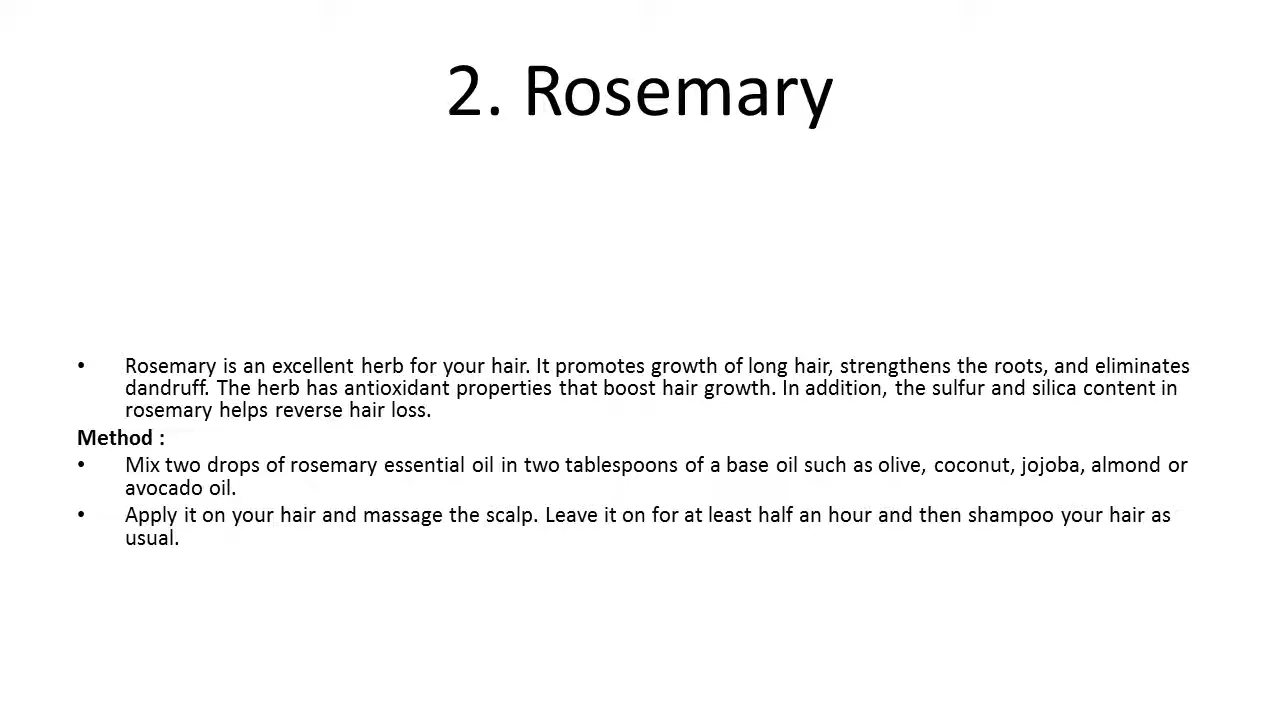 2. Rosemary
• Rosemary is an excellent herb for your hair. It promotes growth of long hair, strengthens the roots, and eliminates
dandruff. The herb has antioxidant properties that boost hair growth. In addition, the sulfur and silica content in
rosemary helps reverse hair loss.
Method :
• Mix two drops of rosemary essential oil in two tablespoons of a base oil such as olive, coconut, jojoba, almond or
avocado oil.
• Apply it on your hair and massage the scalp. Leave it on for at least half an hour and then shampoo your hair as
usual.